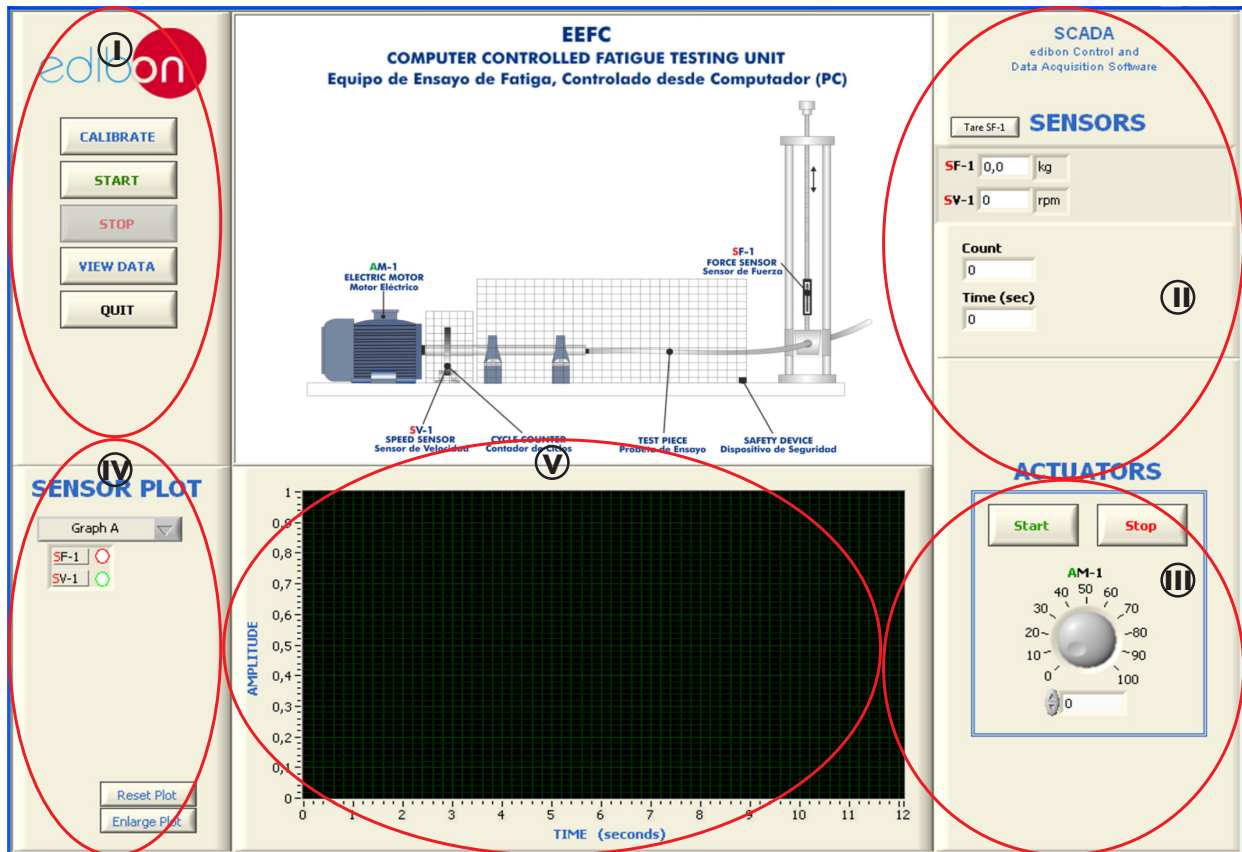 I
edibon
CALIBRATE
START
STOP
VIEW DATA
QUIT
EEFC
COMPUTER CONTROLLED FATIGUE TESTING UNIT
Equipo de Ensayo de Fatiga, Controlado desde Computador (PC)
AM-1
ELECTRIC MOTOR
Motor Eléctrico
SF-1
FORCE SENSOR
Sensor de Fuerza
SV-1
SPEED SENSOR
Sensor de Velocidad
CYCLE COUNTER
Contador de Ciclos
TEST PIECE
Probeta de Ensayo
SAFETY DEVICE
Dispositivo de Seguridad
SCADA
edibon Control and
Data Acquisition Software
Tare SF-1 SENSORS
SF-1 0,0 kg
SV-1 0 rpm
Count
0
II
Time (sec)
0
IV
SENSOR PLOT
Graph A
SF-1
SV-1
Reset Plot
Enlarge Plot
V
AMPLITUDE
1
0,9
0,8
0,7
0,6
0,5
0,4
0,3
0,2
0,1
0
0 1 2 3 4 5 6 7 8 9 10 11 12
TIME (seconds)
ACTUATORS
Start Stop
III
AM-1
0 10 20 30 40 50 60 70 80 90 100
0